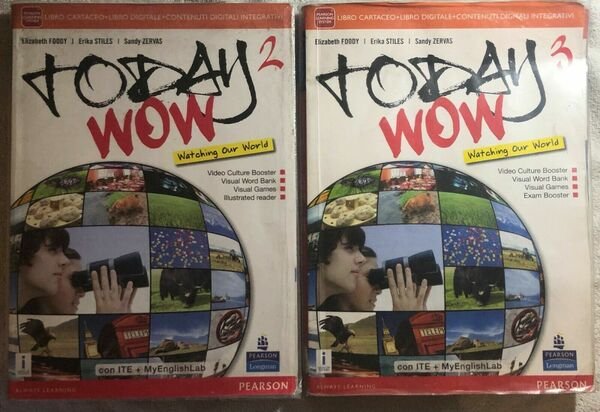 LIBRO CARTACEO+LIBRO DIGITALE+CONTENUTI DIGITALI INTEGRATIVI
Elizabeth FOODY | Erika STILES | Sandy ZERVAS
TODAY 2
WOW
Watching Our World
Video Culture Booster
Visual Word Bank
Visual Games
Illustrated reader
PEARSON
Longman
con ITE + MyEnglishLab
ALWAYS LEARNING
PEARSON
LIBRO CARTACEO+LIBRO DIGITALE+CONTENUTI DIGITALI INTEGRATIVI
Elizabeth FOODY | Erika STILES | Sandy ZERVAS
TODAY 3
WOW
Watching Our World
Video Culture Booster
Visual Word Bank
Visual Games
Exam Booster
TELEPHONE
PEARSON
Longman
con ITE + MyEnglishLab
ALWAYS LEARNING
PEARSON